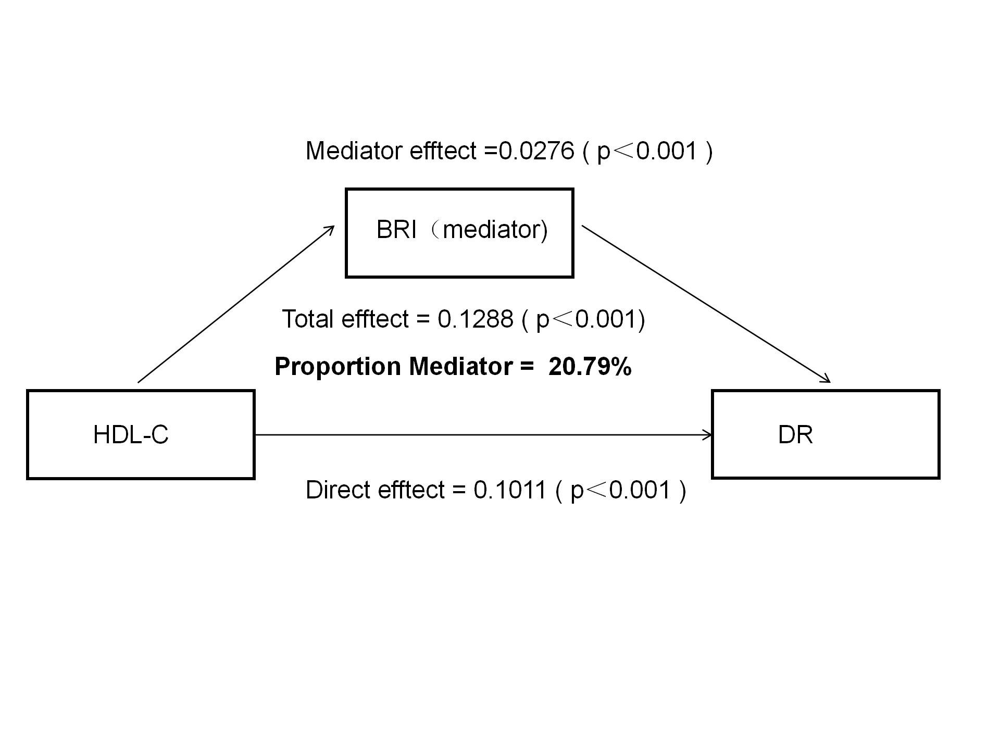 Mediator efftect =0.0276 ( p＜0.001 )
BRI（mediator)
Total efftect = 0.1288 ( p＜0.001)
Proportion Mediator = 20.79%
HDL-C
DR
Direct efftect = 0.1011 ( p＜0.001 )